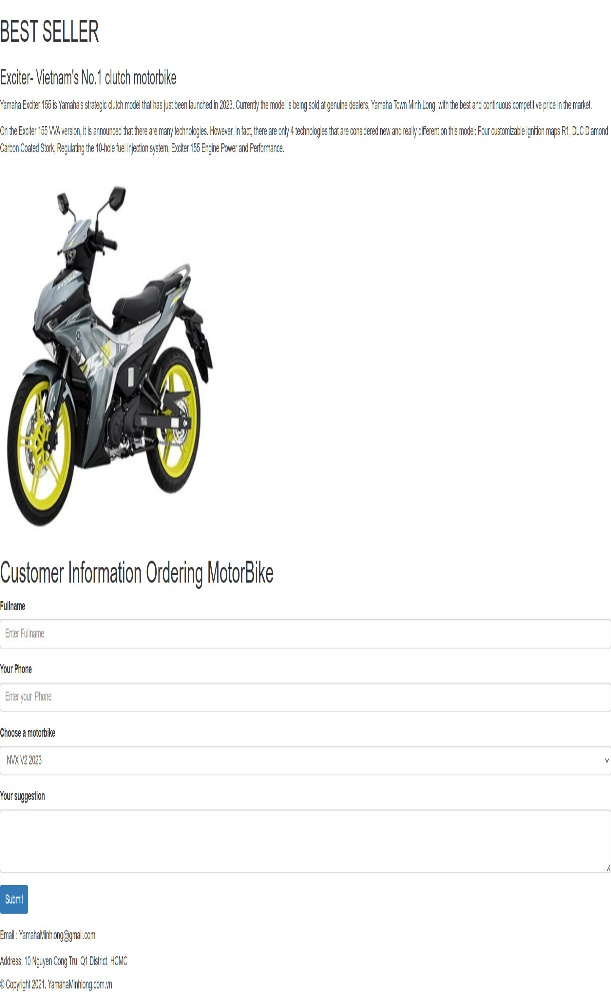 BEST SELLER
Exciter- Vietnam's No.1 clutch motorbike
Yamaha Exciter 155 is Yamaha's strategic clutch model that has just been launched in 2023. Currently the model is being sold at genuine dealers, Yamaha Town Minh Long, with the best and continuous competitive price in the market.
On the Exciter 155 VVA version, it is announced that there are many technologies. However, in fact, there are only 4 technologies that are considered new and really different on this model: Four customizable ignition maps R1, DLC-Diamond
Carbon Coated Stork, Regulating the 10-hole fuel injection system, Exciter 155 Engine Power and Performance.
Customer Information Ordering MotorBike
Fullname
Enter Fullname
Your Phone
Enter your Phone
Choose a motorbike
NVX V2 2023
Your suggestion
Submit
Email : YamahaMinhlong@gmail.com
Address: 10 Nguyen Cong Tru, Q1 District, HCMC
© Copyright 2021. YamahaMinhlong.com.vn